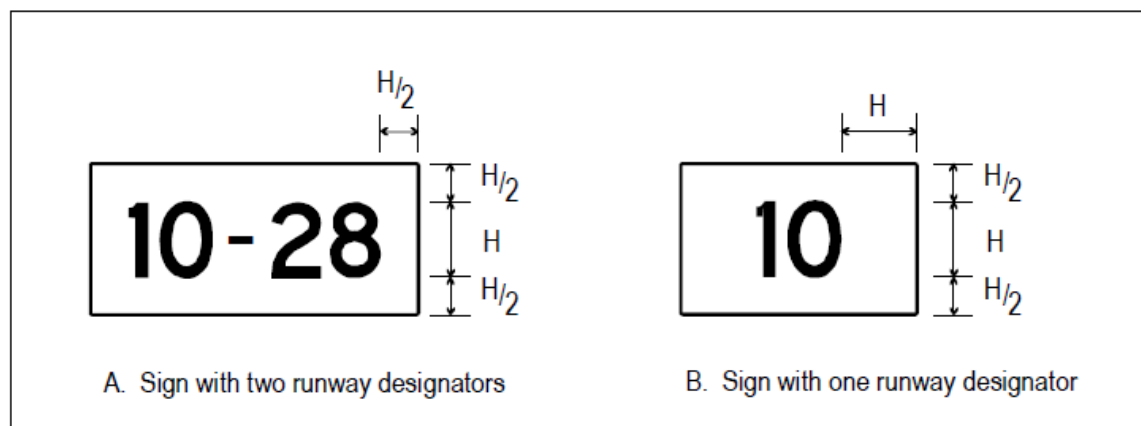 H/2
H
10-28
H/2
H
H/2
10
H/2
H
H/2
A. Sign with two runway designators
B. Sign with one runway designator